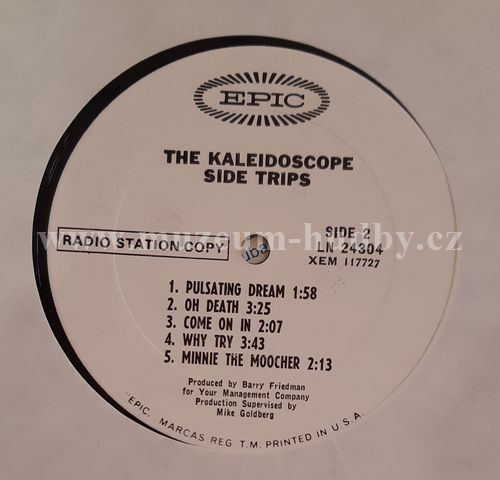 EPIC
THE KALEIDOSCOPE
SIDE TRIPS
RADIO STATION COPY
SIDE 2
LN 24304
XEM 117727
www.muzeum-hudby.cz
1. PULSATING DREAM 1:58
2. OH DEATH 3:25
3. COME ON IN 2:07
4. WHY TRY 3:43
5. MINNIE THE MOOCHER 2:13
Produced by Barry Friedman
for Your Management Company
Production Supervised by
Mike Goldberg
"EPIC," MARCAS REG. T.M. PRINTED IN U.S.A.